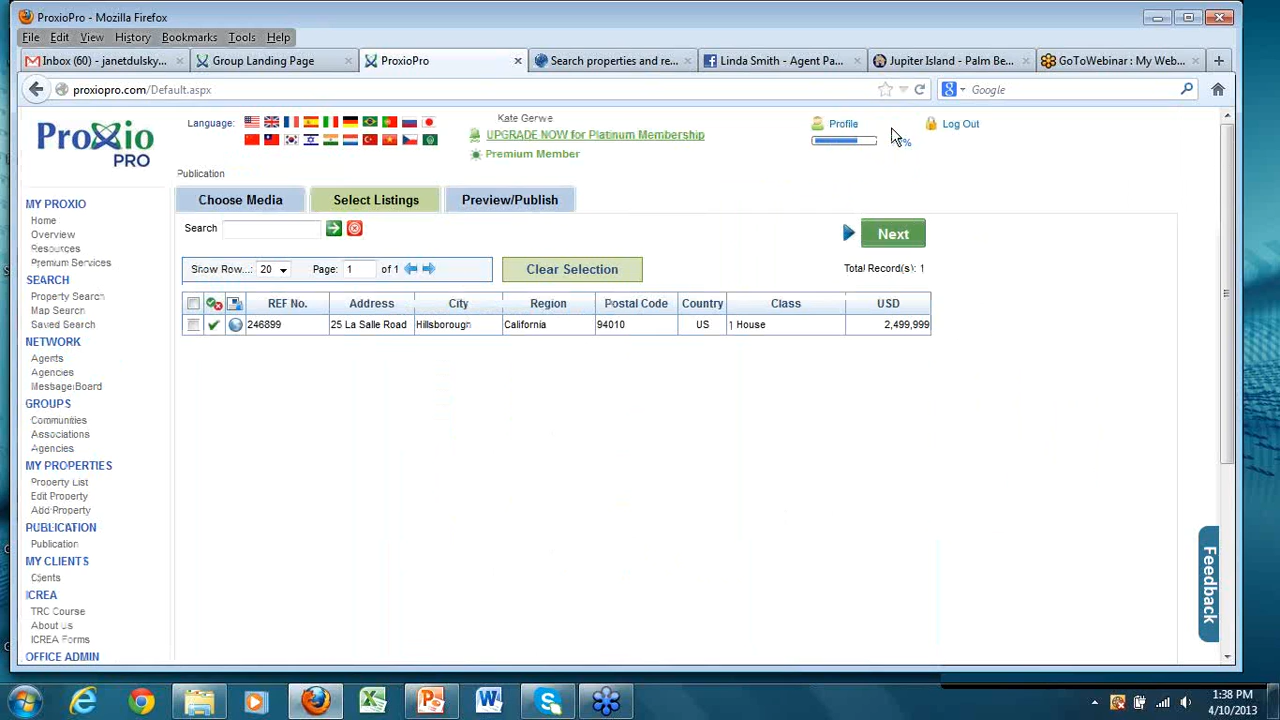 ProxioPro - Mozilla Firefox
File Edit View History Bookmarks Tools Help
Inbox (60) - janetdulsky... Group Landing Page ProxioPro Search properties and re... Linda Smith - Agent Pa... Jupiter Island - Palm Be... GoToWebinar : My Web...
proxiopro.com/Default.aspx Google
Proxio PRO
Language:
Kate Gerwe
UPGRADE NOW for Platinum Membership
Premium Member
Profile Log Out
%
Publication
Choose Media Select Listings Preview/Publish
Search
Next
Show Row...: 20 Page: 1 of 1 Clear Selection Total Record(s): 1
REF No. Address City Region Postal Code Country Class USD
246899 25 La Salle Road Hillsborough California 94010 US 1 House 2,499,999
MY PROXIO
Home
Overview
Resources
Premium Services
SEARCH
Property Search
Map Search
Saved Search
NETWORK
Agents
Agencies
MessageBoard
GROUPS
Communities
Associations
Agencies
MY PROPERTIES
Property List
Edit Property
Add Property
PUBLICATION
Publication
MY CLIENTS
Clients
ICREA
TRC Course
About us
ICREA Forms
OFFICE ADMIN
Feedback
1:38 PM
4/10/2013